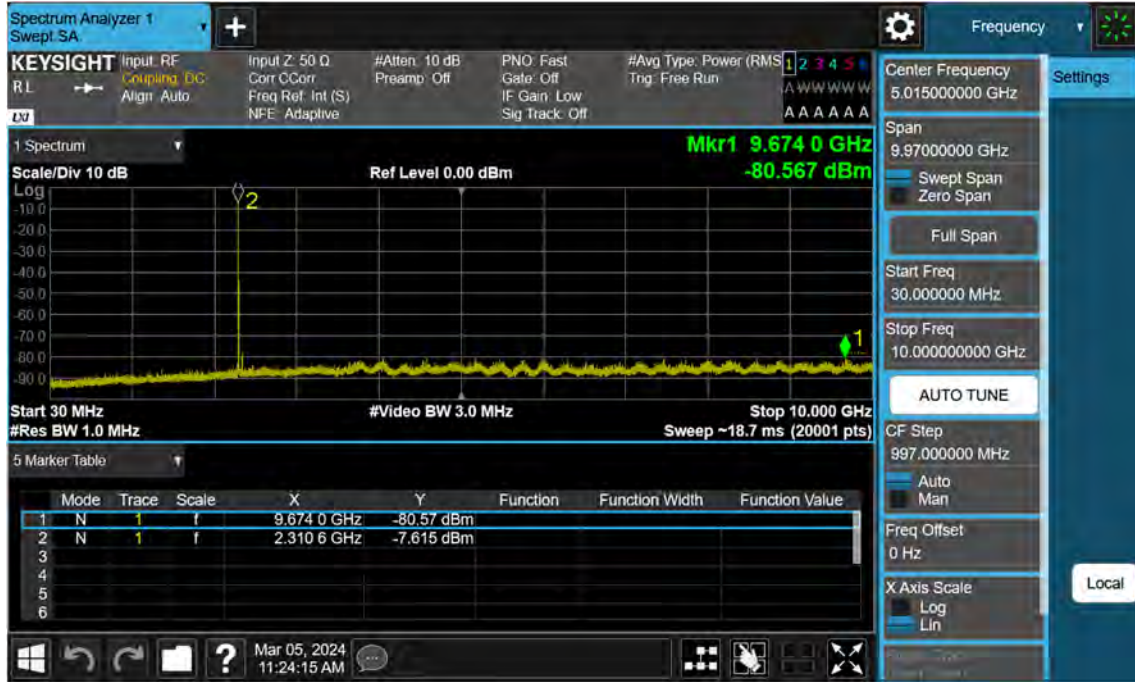 Spectrum Analyzer 1
Swept SA
Frequency
KEYSIGHT
RL
LXI
Input: RF
Coupling: DC
Align: Auto
Input Z: 50 Ω
Corr CCorr
Freq Ref: Int (S)
NFE: Adaptive
#Atten: 10 dB
Preamp: Off
PNO: Fast
Gate: Off
IF Gain: Low
Sig Track: Off
#Avg Type: Power (RMS
Trig: Free Run
1 2 3 4 5 6
A W W W W W
A A A A A A
1 Spectrum
Mkr1 9.674 0 GHz
Scale/Div 10 dB
Ref Level 0.00 dBm
-80.567 dBm
Log
-10.0
-20.0
-30.0
-40.0
-50.0
-60.0
-70.0
-80.0
-90.0
2
1
Start 30 MHz
#Video BW 3.0 MHz
Stop 10.000 GHz
#Res BW 1.0 MHz
Sweep ~18.7 ms (20001 pts)
5 Marker Table
Mode Trace Scale X Y Function Function Width Function Value
1 N 1 f 9.674 0 GHz -80.57 dBm
2 N 1 f 2.310 6 GHz -7.615 dBm
3
4
5
6
?
Mar 05, 2024
11:24:15 AM
Center Frequency
5.015000000 GHz
Span
9.97000000 GHz
Swept Span
Zero Span
Full Span
Start Freq
30.000000 MHz
Stop Freq
10.000000000 GHz
AUTO TUNE
CF Step
997.000000 MHz
Auto
Man
Freq Offset
0 Hz
X Axis Scale
Log
Lin
Settings
Local